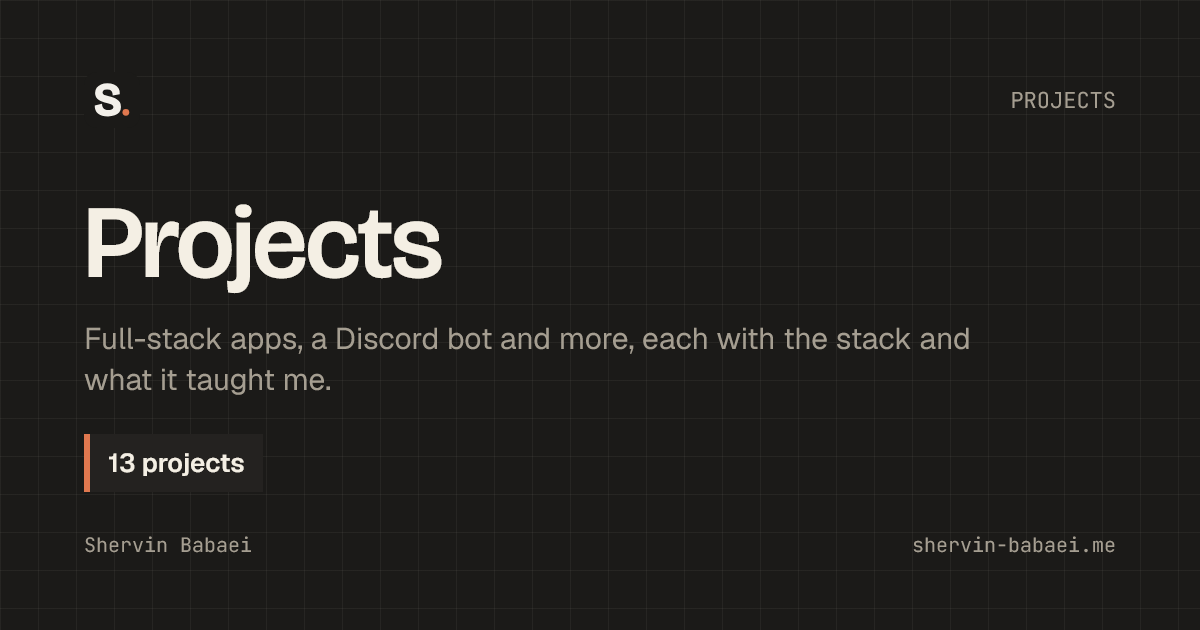 S.
PROJECTS
Projects
Full-stack apps, a Discord bot and more, each with the stack and
what it taught me.
13 projects
Shervin Babaei
shervin-babaei.me